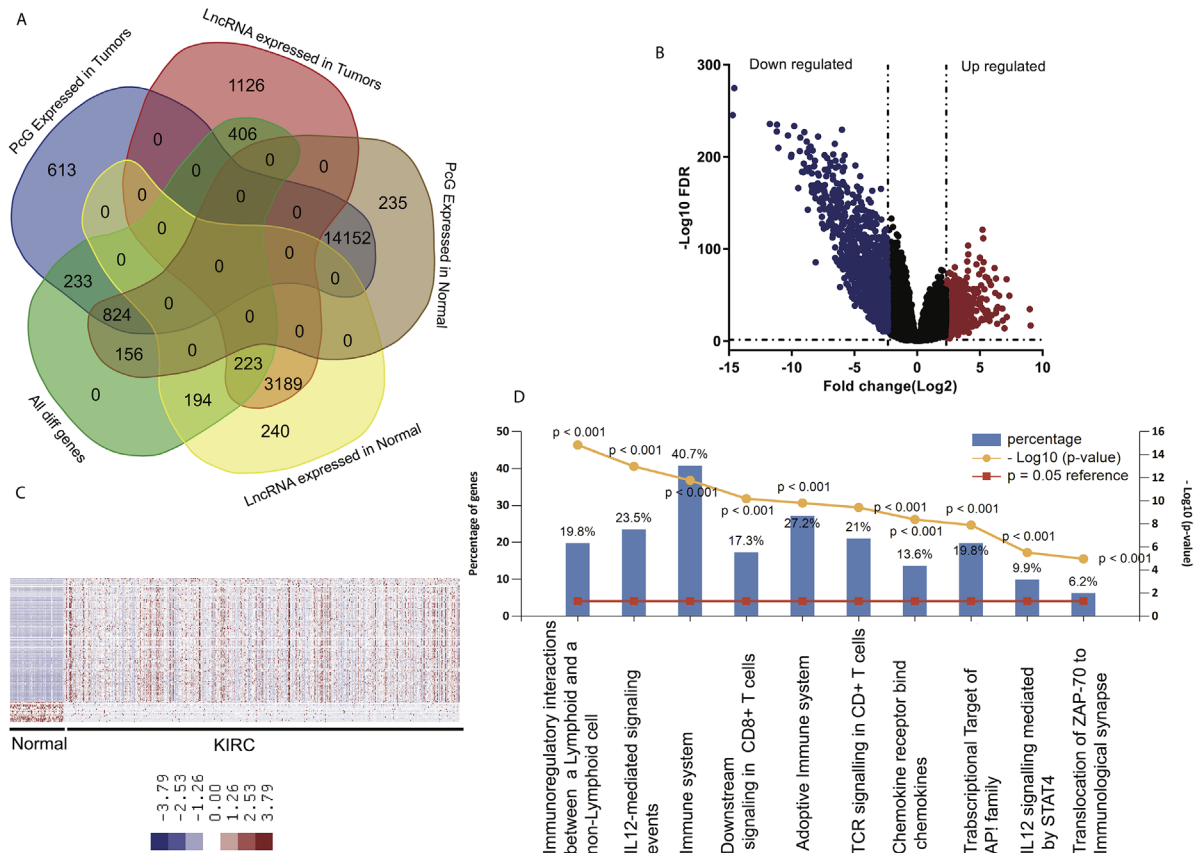 A
LncRNA expressed in Tumors
PcG Expressed in Tumors
1126
0
406
613
0
0
0
PcG Expressed in Normal
235
0
0
0
0
0
14152
0
0
0
0
233
824
0
0
0
0
156
0
223
3189
0
194
240
All diff genes
LncRNA expressed in Normal
B
Down regulated
Up regulated
300
200
100
0
-Log10 FDR
-15
-10
-5
0
5
10
Fold change(Log2)
C
Normal
KIRC
-3.79
-2.53
-1.26
0.00
1.26
2.53
3.79
D
percentage
- Log10 (p-value)
p = 0.05 reference
Percentage of genes
50
40
30
20
10
0
- Log10 (p-value)
16
14
12
10
8
6
4
2
0
p < 0.001
p < 0.001
40.7%
p < 0.001
p < 0.001
p < 0.001
p < 0.001
p < 0.001
p < 0.001
p < 0.001
p < 0.001
19.8%
23.5%
17.3%
27.2%
21%
13.6%
19.8%
9.9%
6.2%
Immunoregulatory interactions
between a Lymphoid and a
non-Lymphoid cell
IL12-mediated signaling
events
Immune system
Downstream
signaling in CD8+ T cells
Adoptive Immune system
TCR signalling in CD+ T cells
Chemokine receptor bind
chemokines
Trabscriptional Target of
AP! family
IL12 signalling mediated
by STAT4
Translocation of ZAP-70 to
Immunological synapse